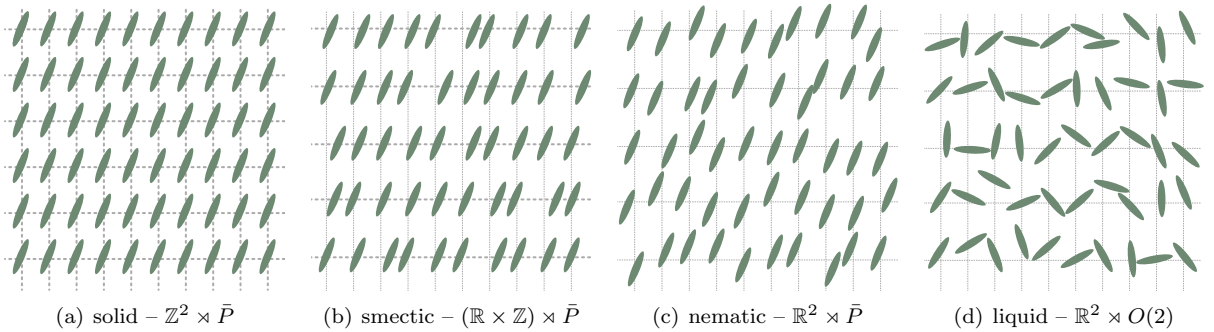 (a) solid – ℤ² ⋊ P̄
(b) smectic – (ℝ × ℤ) ⋊ P̄
(c) nematic – ℝ² ⋊ P̄
(d) liquid – ℝ² ⋊ O(2)